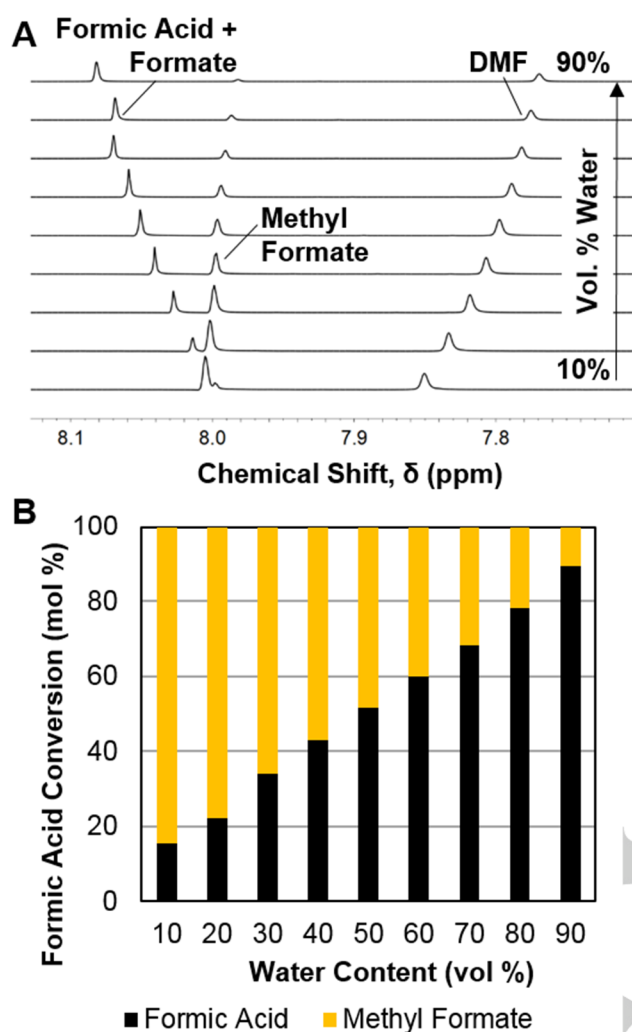 A
Formic Acid +
Formate
DMF
90%
Methyl
Formate
Vol. % Water
10%
8.1 8.0 7.9 7.8
Chemical Shift, δ (ppm)
B
Formic Acid Conversion (mol %)
100
80
60
40
20
0
10 20 30 40 50 60 70 80 90
Water Content (vol %)
Formic Acid Methyl Formate